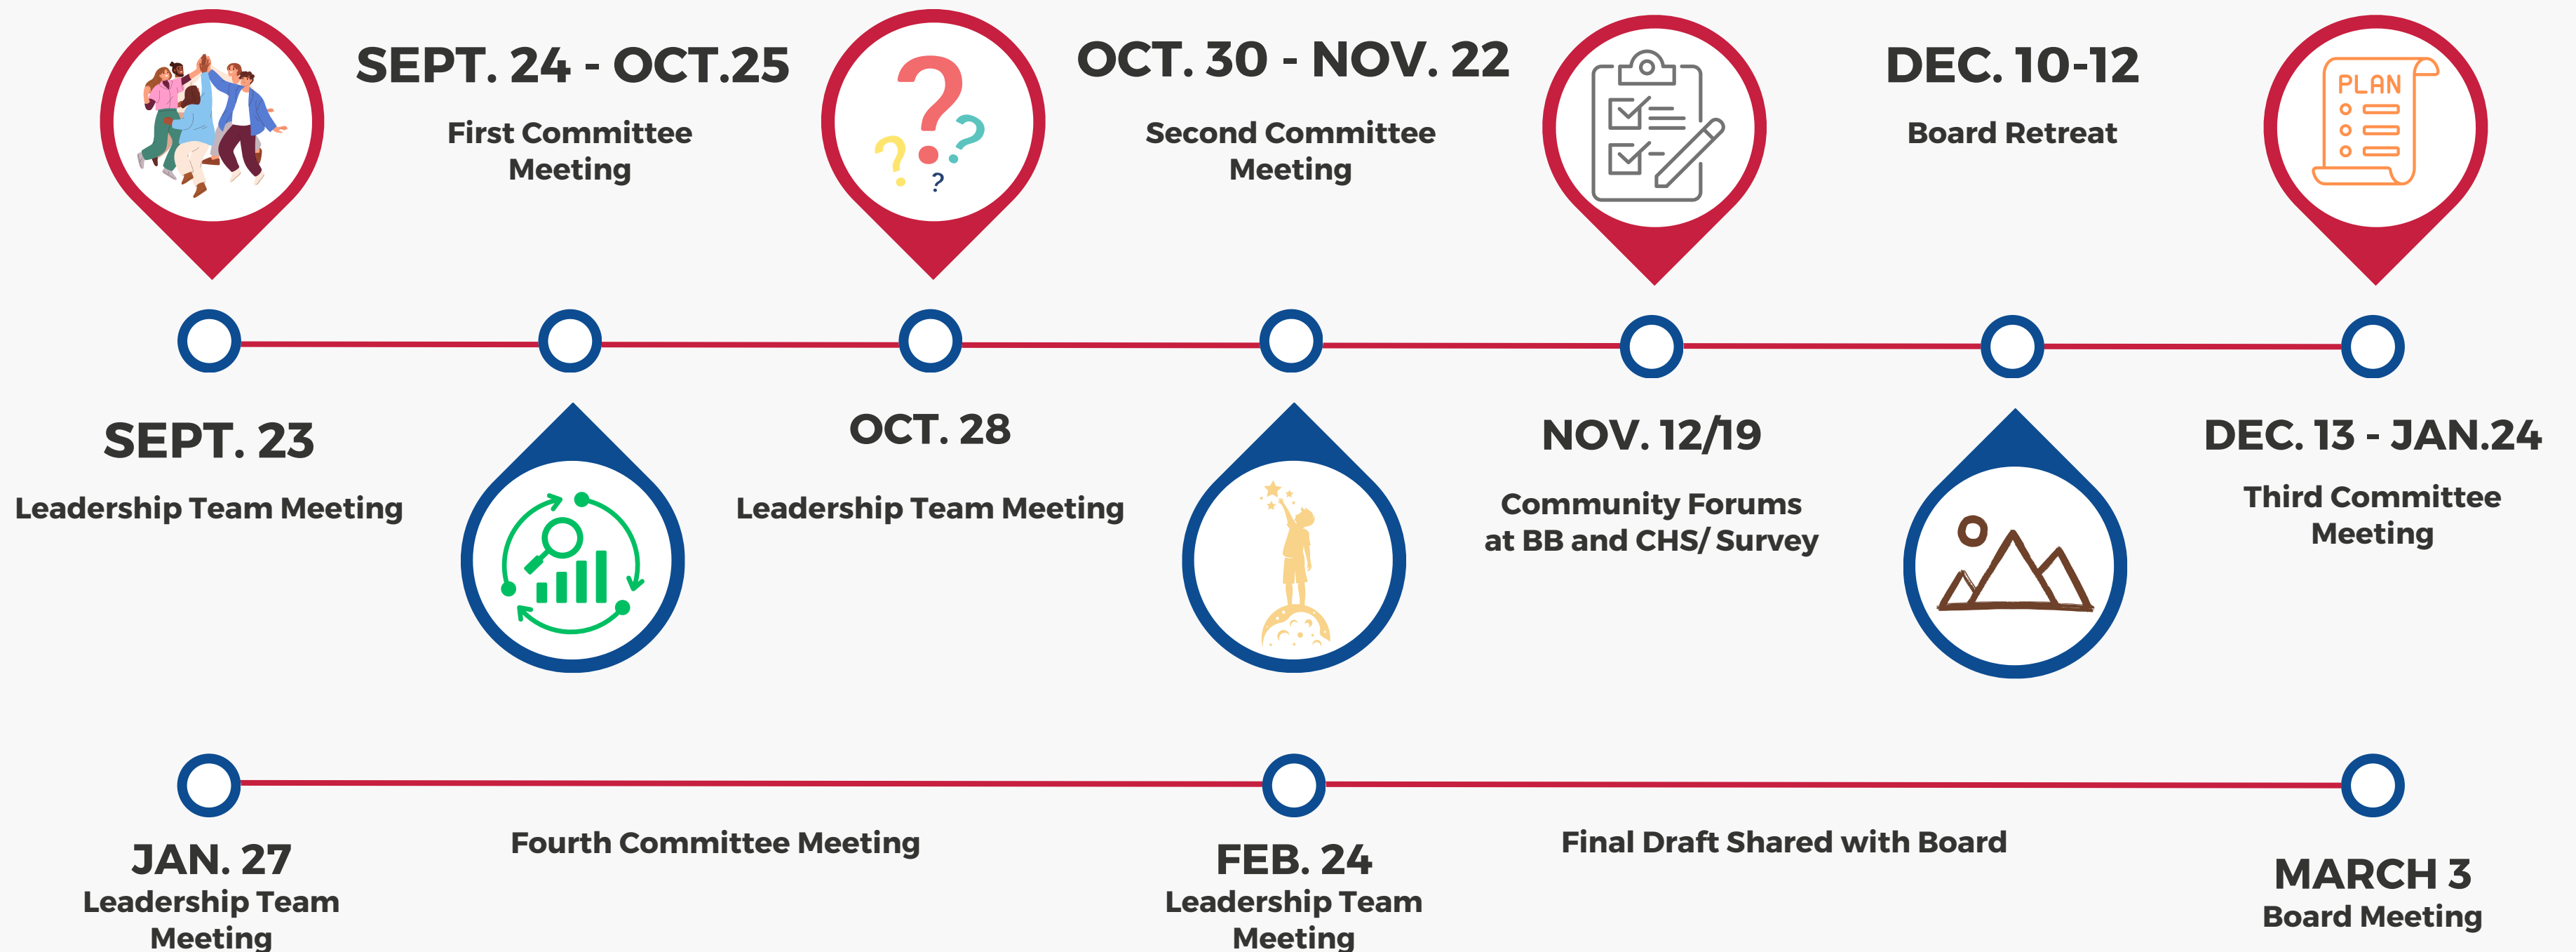 SEPT. 24 - OCT.25
First Committee
Meeting
?
?
?
?
OCT. 30 - NOV. 22
Second Committee
Meeting
DEC. 10-12
Board Retreat
PLAN
SEPT. 23
Leadership Team Meeting
OCT. 28
Leadership Team Meeting
NOV. 12/19
Community Forums
at BB and CHS/ Survey
DEC. 13 - JAN.24
Third Committee
Meeting
JAN. 27
Leadership Team
Meeting
Fourth Committee Meeting
FEB. 24
Leadership Team
Meeting
Final Draft Shared with Board
MARCH 3
Board Meeting